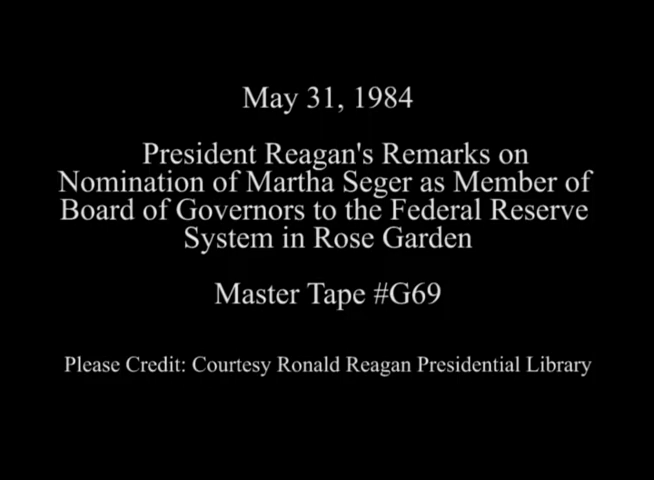 May 31, 1984
President Reagan's Remarks on
Nomination of Martha Seger as Member of
Board of Governors to the Federal Reserve
System in Rose Garden
Master Tape #G69
Please Credit: Courtesy Ronald Reagan Presidential Library